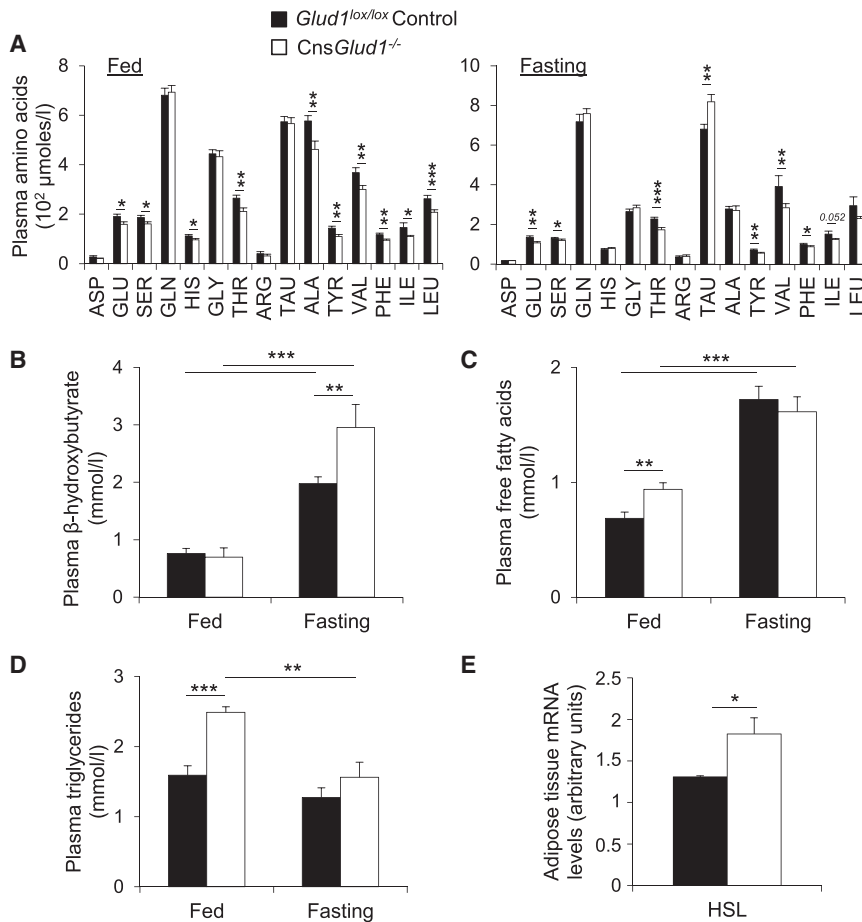 Glud1lox/lox Control
CnsGlud1-/-
A
Plasma amino acids
(10² μmoles/l)
Fed
8
6
4
2
0
* * * *** ** ** ** ** * ***
ASP GLU SER GLN HIS GLY THR ARG TAU ALA TYR VAL PHE ILE LEU
Fasting
10
8
6
4
2
0
** * *** ** ** ** * 0.052
ASP GLU SER GLN HIS GLY THR ARG TAU ALA TYR VAL PHE ILE LEU
B
Plasma β-hydroxybutyrate
(mmol/l)
4
3
2
1
0
***
**
Fed Fasting
C
Plasma free fatty acids
(mmol/l)
2
1
0
***
**
Fed Fasting
D
Plasma triglycerides
(mmol/l)
3
2
1
0
***
**
Fed Fasting
E
Adipose tissue mRNA
levels (arbitrary units)
2.5
2
1.5
1
0.5
0
*
HSL